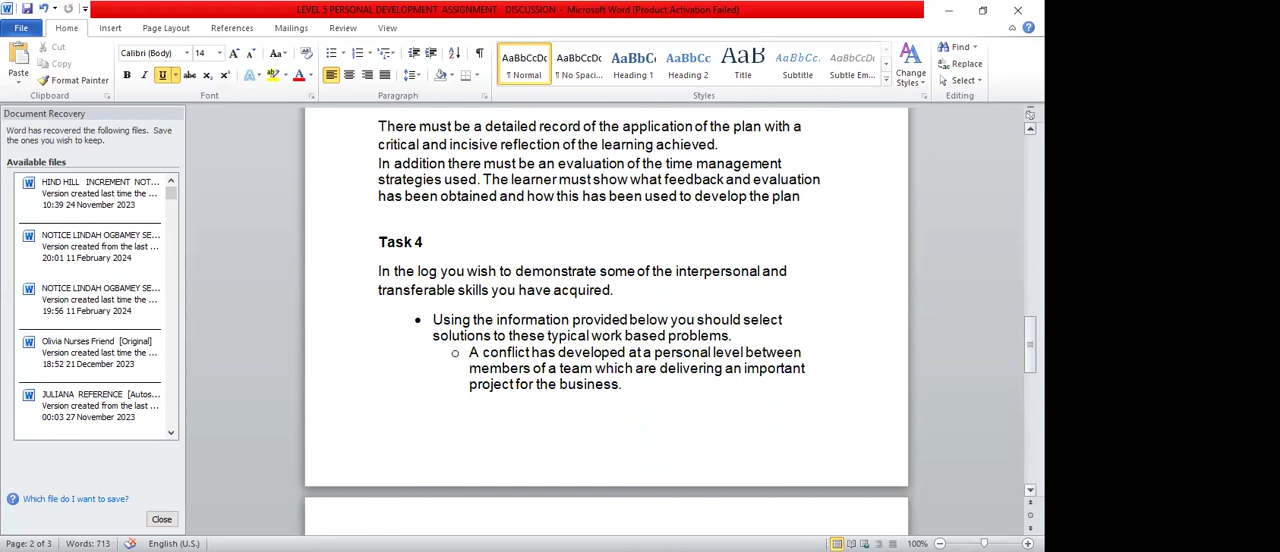 LEVEL 5 PERSONAL DEVELOPMENT ASSIGNMENT DISCUSSION - Microsoft Word (Product Activation Failed)
File Home Insert Page Layout References Mailings Review View
Paste
Cut
Copy
Format Painter
Clipboard
Calibri (Body) 14
B I U abc X₂ X² A
Font
Paragraph
AaBbCcDc AaBbCcDc AaBbCc AaBbCc AaB AaBbCc. AaBbCcDc
¶ Normal ¶ No Spaci... Heading 1 Heading 2 Title Subtitle Subtle Em...
Styles
Change
Styles
Find
Replace
Select
Editing
Document Recovery
Word has recovered the following files. Save
the ones you wish to keep.
Available files
HIND HILL INCREMENT NOT...
Version created last time the ...
10:39 24 November 2023
NOTICE LINDAH OGBAMEY SE...
Version created from the last ...
20:01 11 February 2024
NOTICE LINDAH OGBAMEY SE...
Version created from the last ...
19:56 11 February 2024
Olivia Nurses Friend [Original]
Version created from the last ...
18:52 21 December 2023
JULIANA REFERENCE [Autos...
Version created from the last ...
00:03 27 November 2023
Which file do I want to save?
Close
There must be a detailed record of the application of the plan with a
critical and incisive reflection of the learning achieved.
In addition there must be an evaluation of the time management
strategies used. The learner must show what feedback and evaluation
has been obtained and how this has been used to develop the plan
Task 4
In the log you wish to demonstrate some of the interpersonal and
transferable skills you have acquired.
• Using the information provided below you should select
solutions to these typical work based problems.
o A conflict has developed at a personal level between
members of a team which are delivering an important
project for the business.
Page: 2 of 3 Words: 713 English (U.S.) 100%